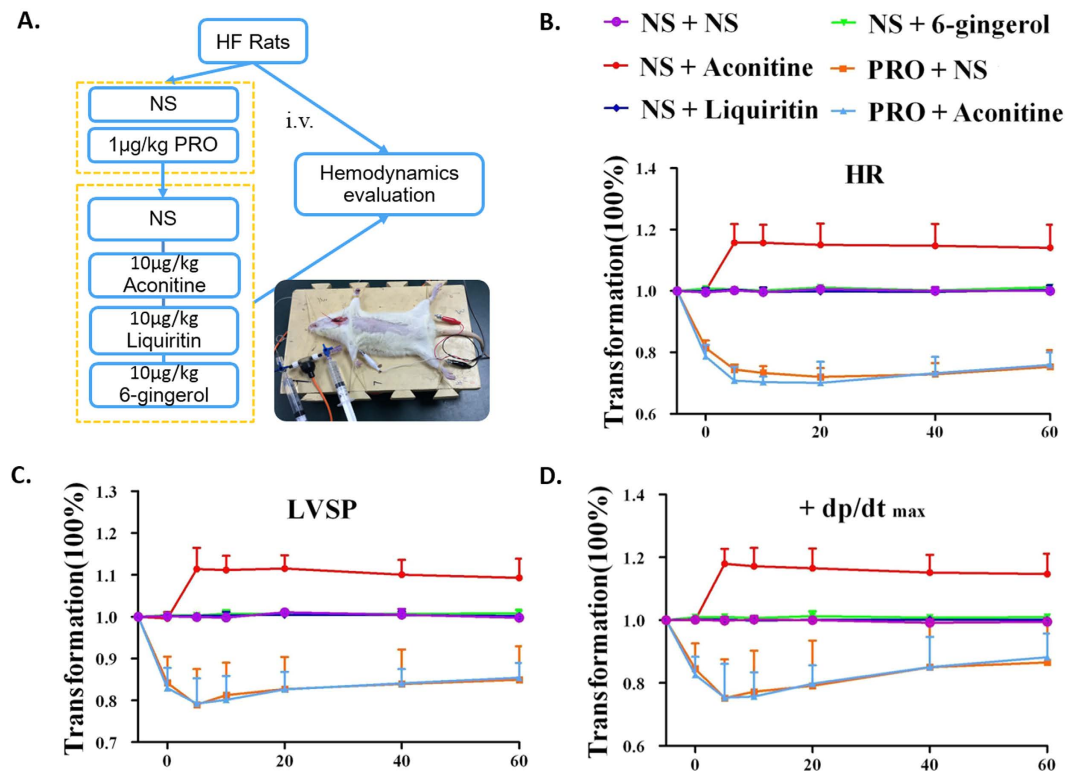 A.
HF Rats
NS
1µg/kg PRO
i.v.
Hemodynamics
evaluation
NS
10µg/kg
Aconitine
10µg/kg
Liquiritin
10µg/kg
6-gingerol
B.
NS + NS
NS + 6-gingerol
NS + Aconitine
PRO + NS
NS + Liquiritin
PRO + Aconitine
HR
Transformation(100%)
1.4
1.2
1.0
0.8
0.6
0
20
40
60
C.
LVSP
Transformation(100%)
1.3
1.2
1.1
1.0
0.9
0.8
0.7
0
20
40
60
D.
+ dp/dt max
Transformation(100%)
1.4
1.2
1.0
0.8
0.6
0
20
40
60